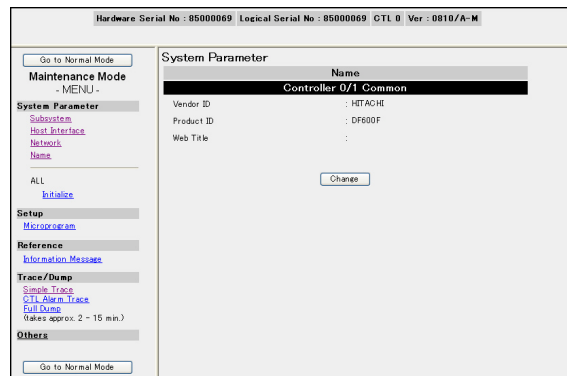 Hardware Serial No : 85000069 Logical Serial No : 85000069 CTL 0 Ver : 0810/A-M
Go to Normal Mode
Maintenance Mode
- MENU -
System Parameter
Subsystem
Host Interface
Network
Name
ALL
Initialize
Setup
Microprogram
Reference
Information Message
Trace/Dump
Simple Trace
CTL Alarm Trace
Full Dump
(takes approx. 2 - 15 min.)
Others
Go to Normal Mode
System Parameter
Name
Controller 0/1 Common
Vendor ID : HITACHI
Product ID : DF600F
Web Title :
Change